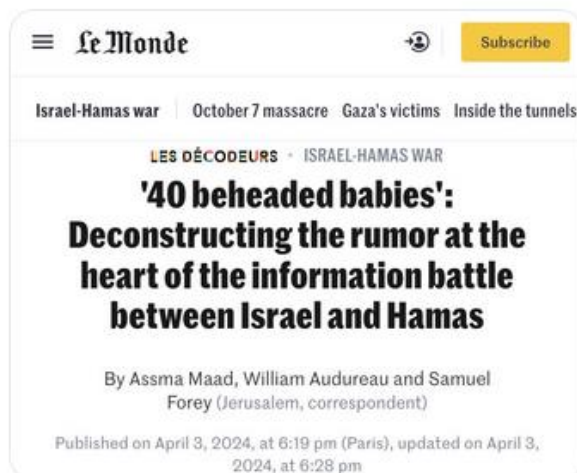 Le Monde
Subscribe
Israel-Hamas war October 7 massacre Gaza's victims Inside the tunnels
LES DÉCODEURS · ISRAEL-HAMAS WAR
'40 beheaded babies':
Deconstructing the rumor at the
heart of the information battle
between Israel and Hamas
By Assma Maad, William Audureau and Samuel
Forey (Jerusalem, correspondent)
Published on April 3, 2024, at 6:19 pm (Paris), updated on April 3,
2024, at 6:28 pm